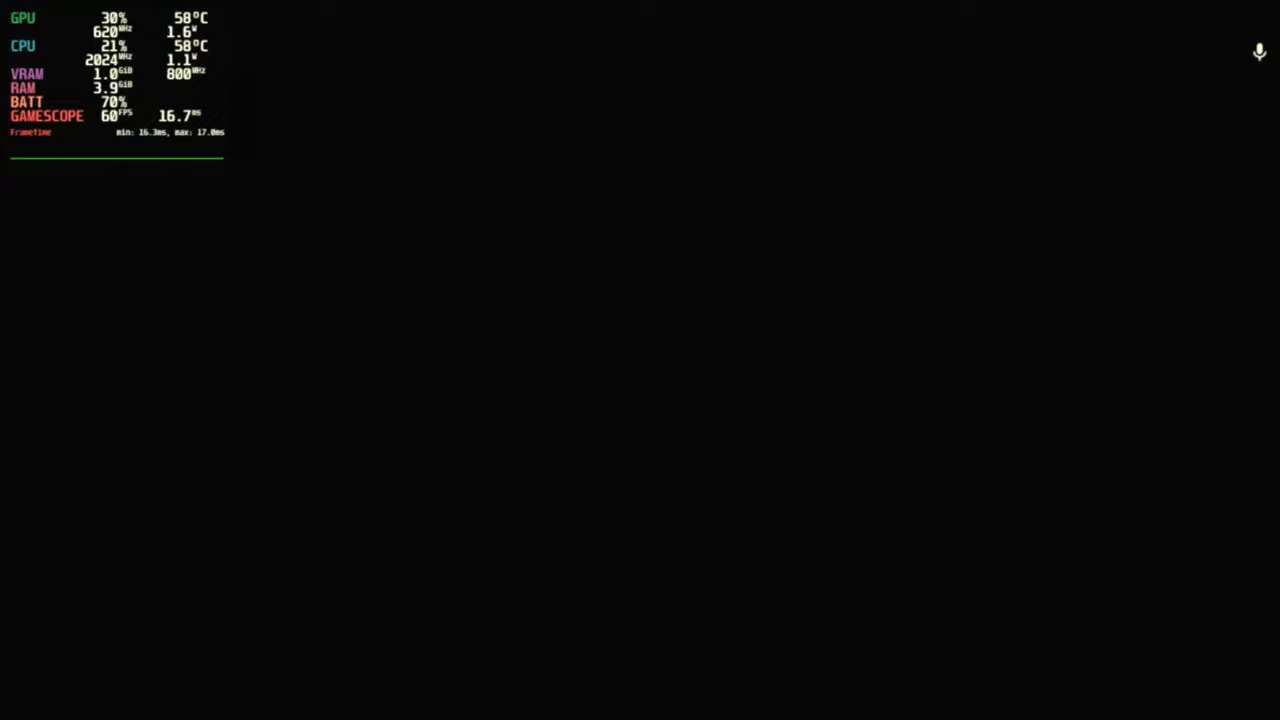 GPU 30% 58°C
620MHz 1.6W
CPU 21% 58°C
2024MHz 1.1W
VRAM 1.0GiB 800MHz
RAM 3.9GiB
BATT 70%
GAMESCOPE 60FPS 16.7ms
Frametime min: 16.3ms, max: 17.0ms